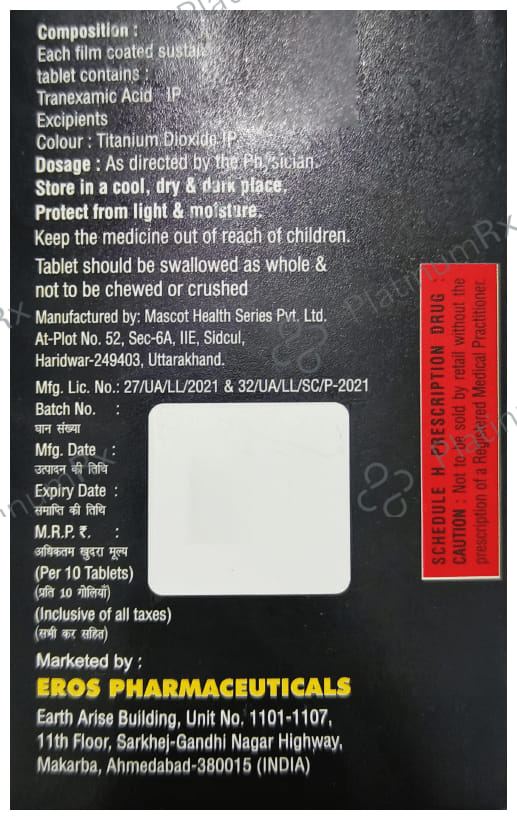 Composition :
Each film coated
tablet contains :
Tranexamic Acid IP
Excipients
Colour : Titanium Dioxide IP
Dosage : As directed by the Physician.
Store in a cool, dry & dark place.
Protect from light & moisture.
Keep the medicine out of reach of children.
Tablet should be swallowed as whole &
not to be chewed or crushed
Manufactured by: Mascot Health Series Pvt. Ltd.
At-Plot No. 52, Sec-6A, IIE, Sidcul,
Haridwar-249403, Uttarakhand.
Mfg. Lic. No.: 27/UA/LL/2021 & 32/UA/LL/SC/P-2021
Batch No. :
घान संख्या
Mfg. Date :
उत्पादन की तिथि
Expiry Date :
समाप्ति की तिथि
M.R.P. ₹. :
अधिकतम खुदरा मूल्य
(Per 10 Tablets)
(प्रति 10 गोलियाँ)
(Inclusive of all taxes)
(सभी कर सहित)
Marketed by :
EROS PHARMACEUTICALS
Earth Arise Building, Unit No. 1101-1107,
11th Floor, Sarkhej-Gandhi Nagar Highway,
Makarba, Ahmedabad-380015 (INDIA)
SCHEDULE H PRESCRIPTION DRUG :
CAUTION : Not to be sold by retail without the
prescription of a Registered Medical Practitioner.
PlatinumRx